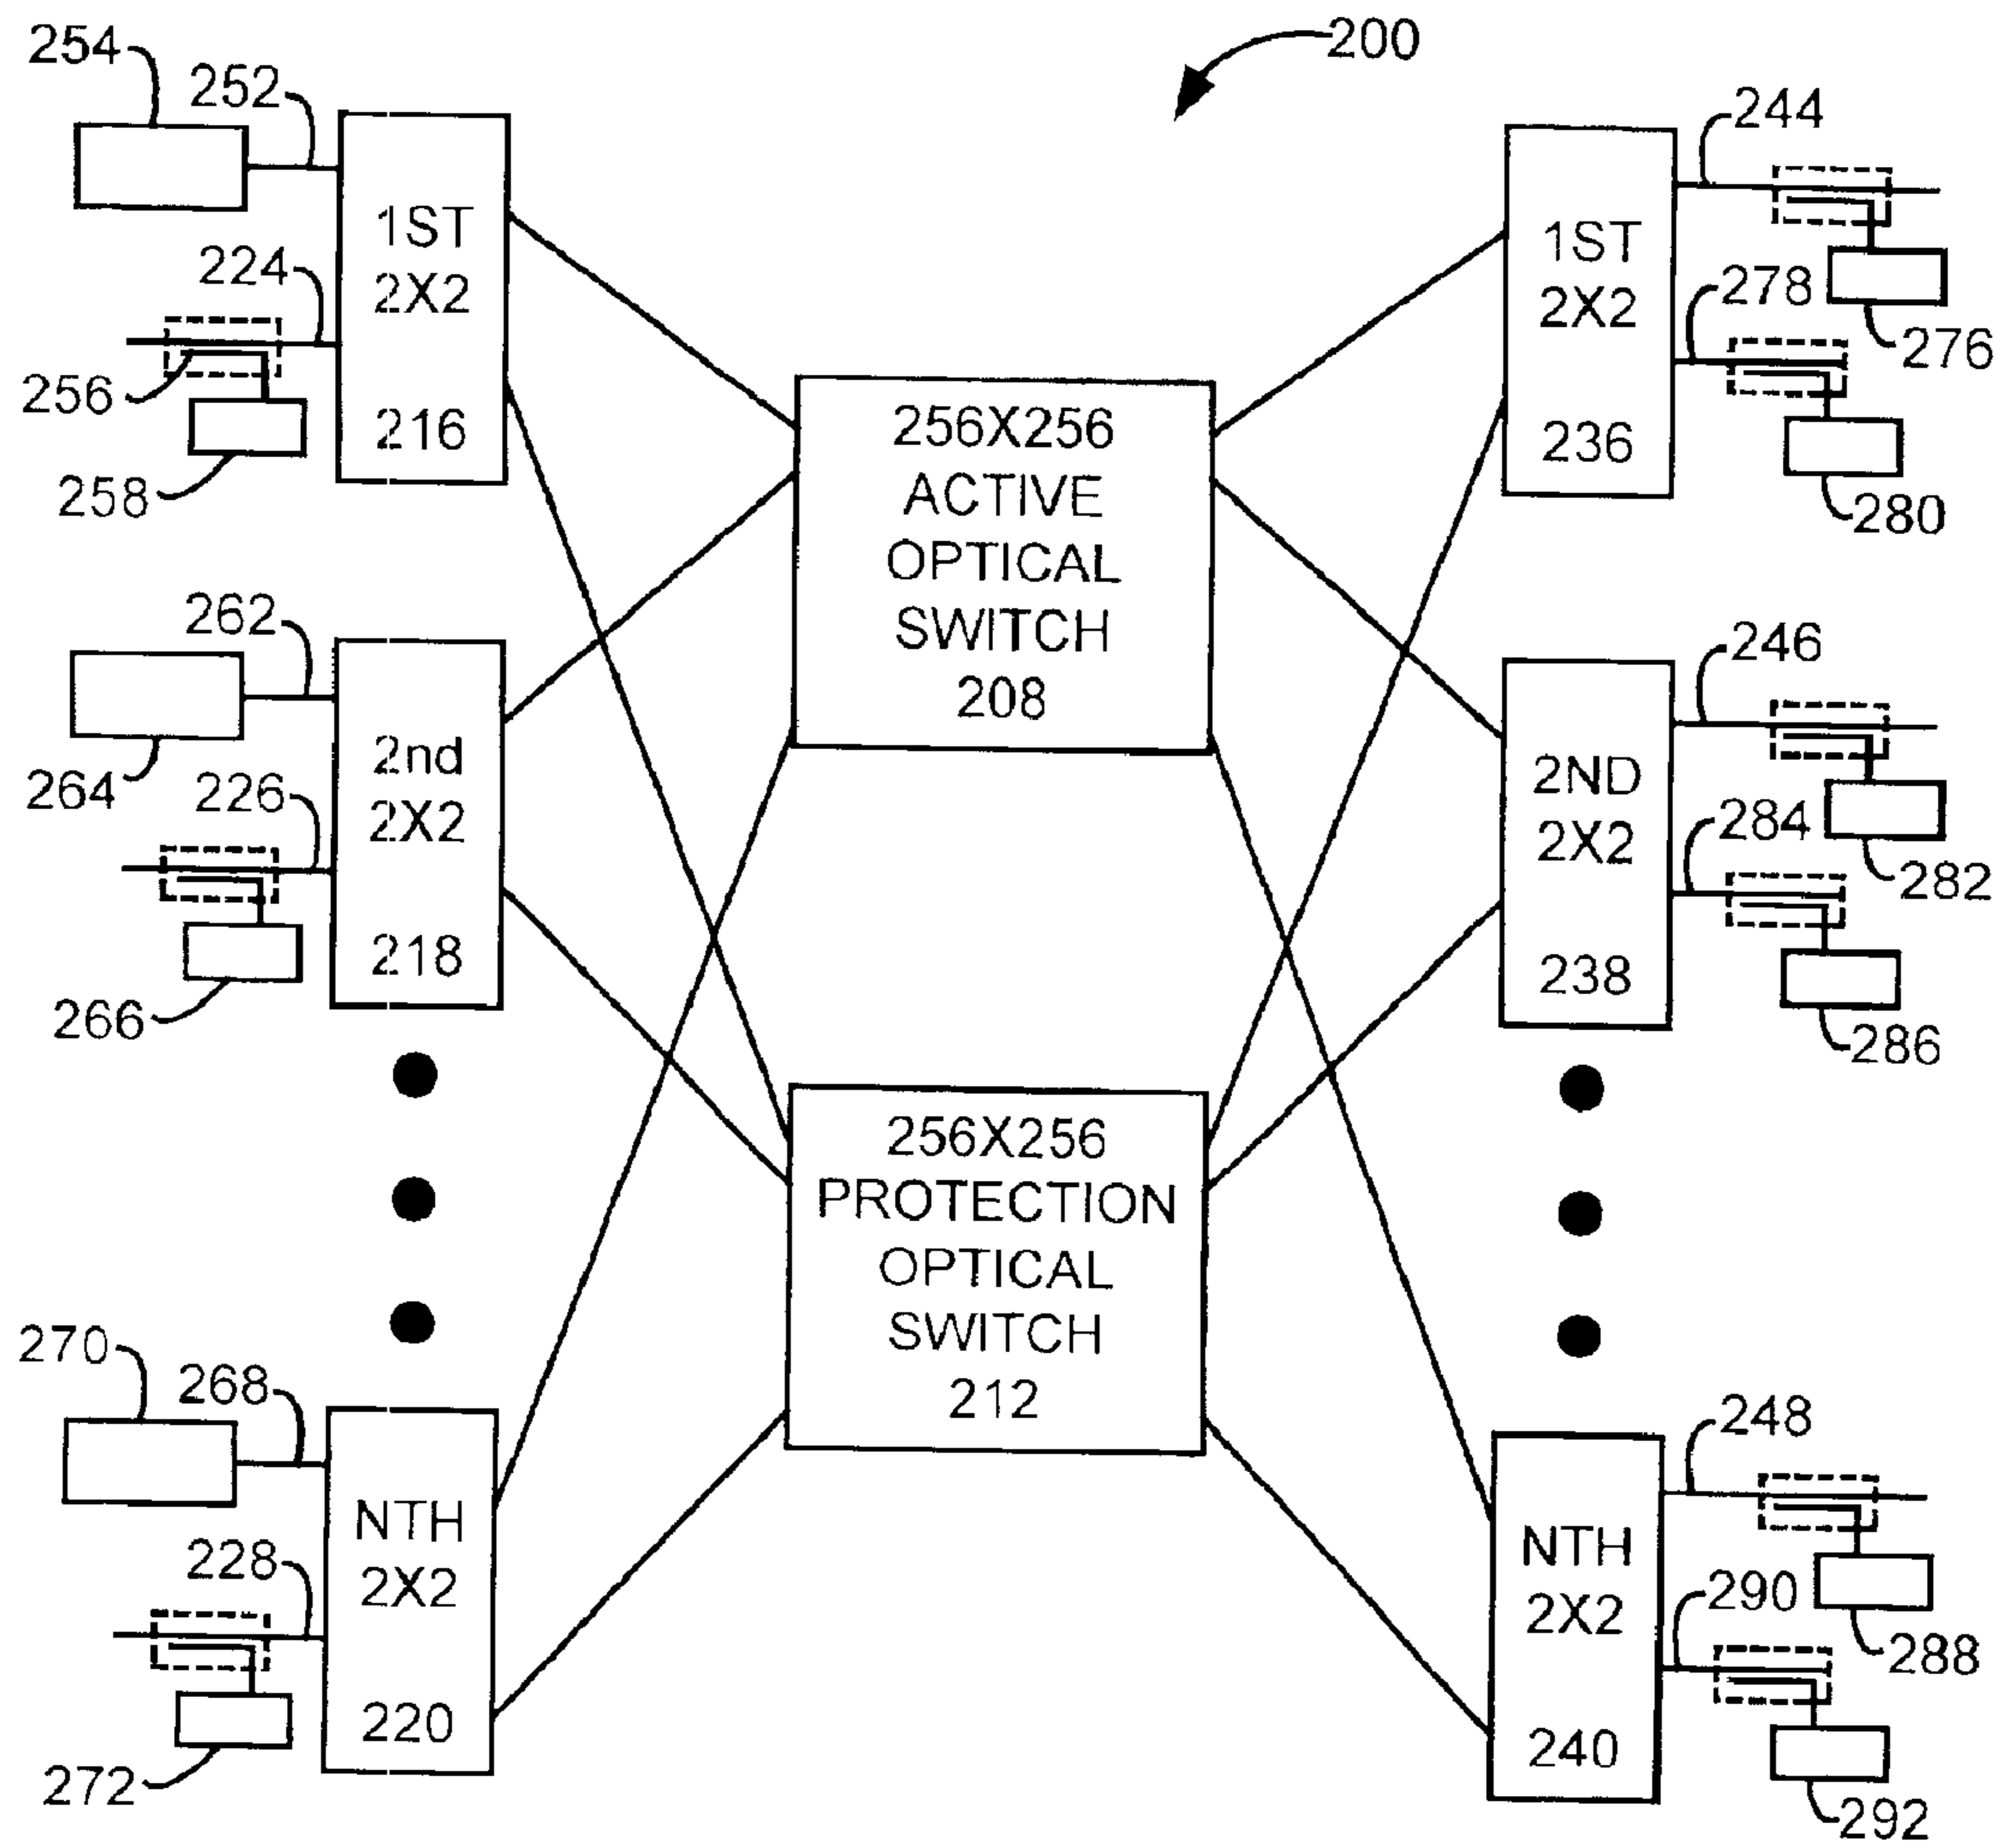 200
254
252
224
256
258
1ST
2X2
216
262
264
226
266
2nd
2X2
218
270
268
228
272
NTH
2X2
220
256X256
ACTIVE
OPTICAL
SWITCH
208
256X256
PROTECTION
OPTICAL
SWITCH
212
1ST
2X2
236
244
278
276
280
2ND
2X2
238
246
284
282
286
NTH
2X2
240
248
290
288
292